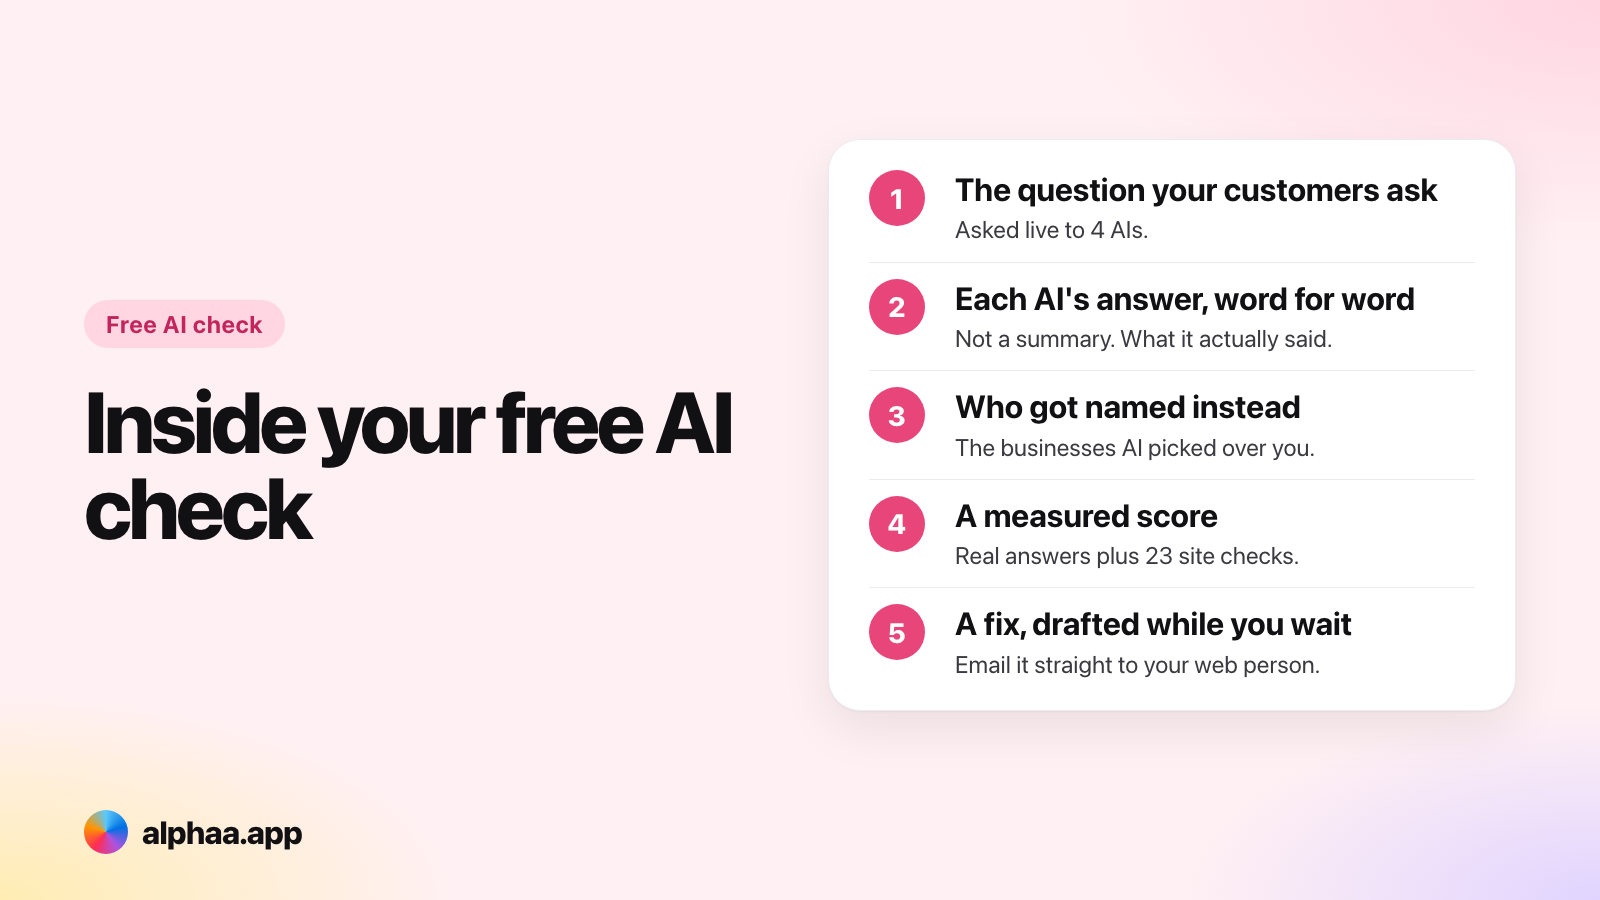 Free AI check
Inside your free AI
check
1
The question your customers ask
Asked live to 4 AIs.
2
Each AI's answer, word for word
Not a summary. What it actually said.
3
Who got named instead
The businesses AI picked over you.
4
A measured score
Real answers plus 23 site checks.
5
A fix, drafted while you wait
Email it straight to your web person.
alphaa.app